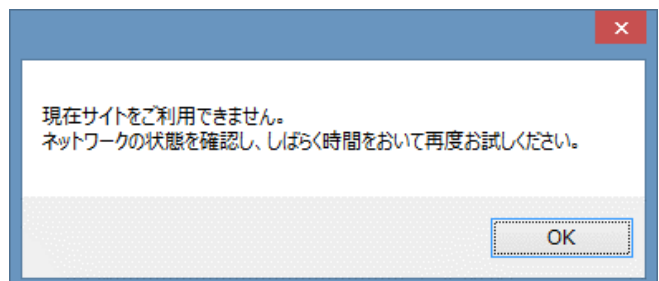 現在サイトをご利用できません。
ネットワークの状態を確認し、しばらく時間をおいて再度お試しください。
OK